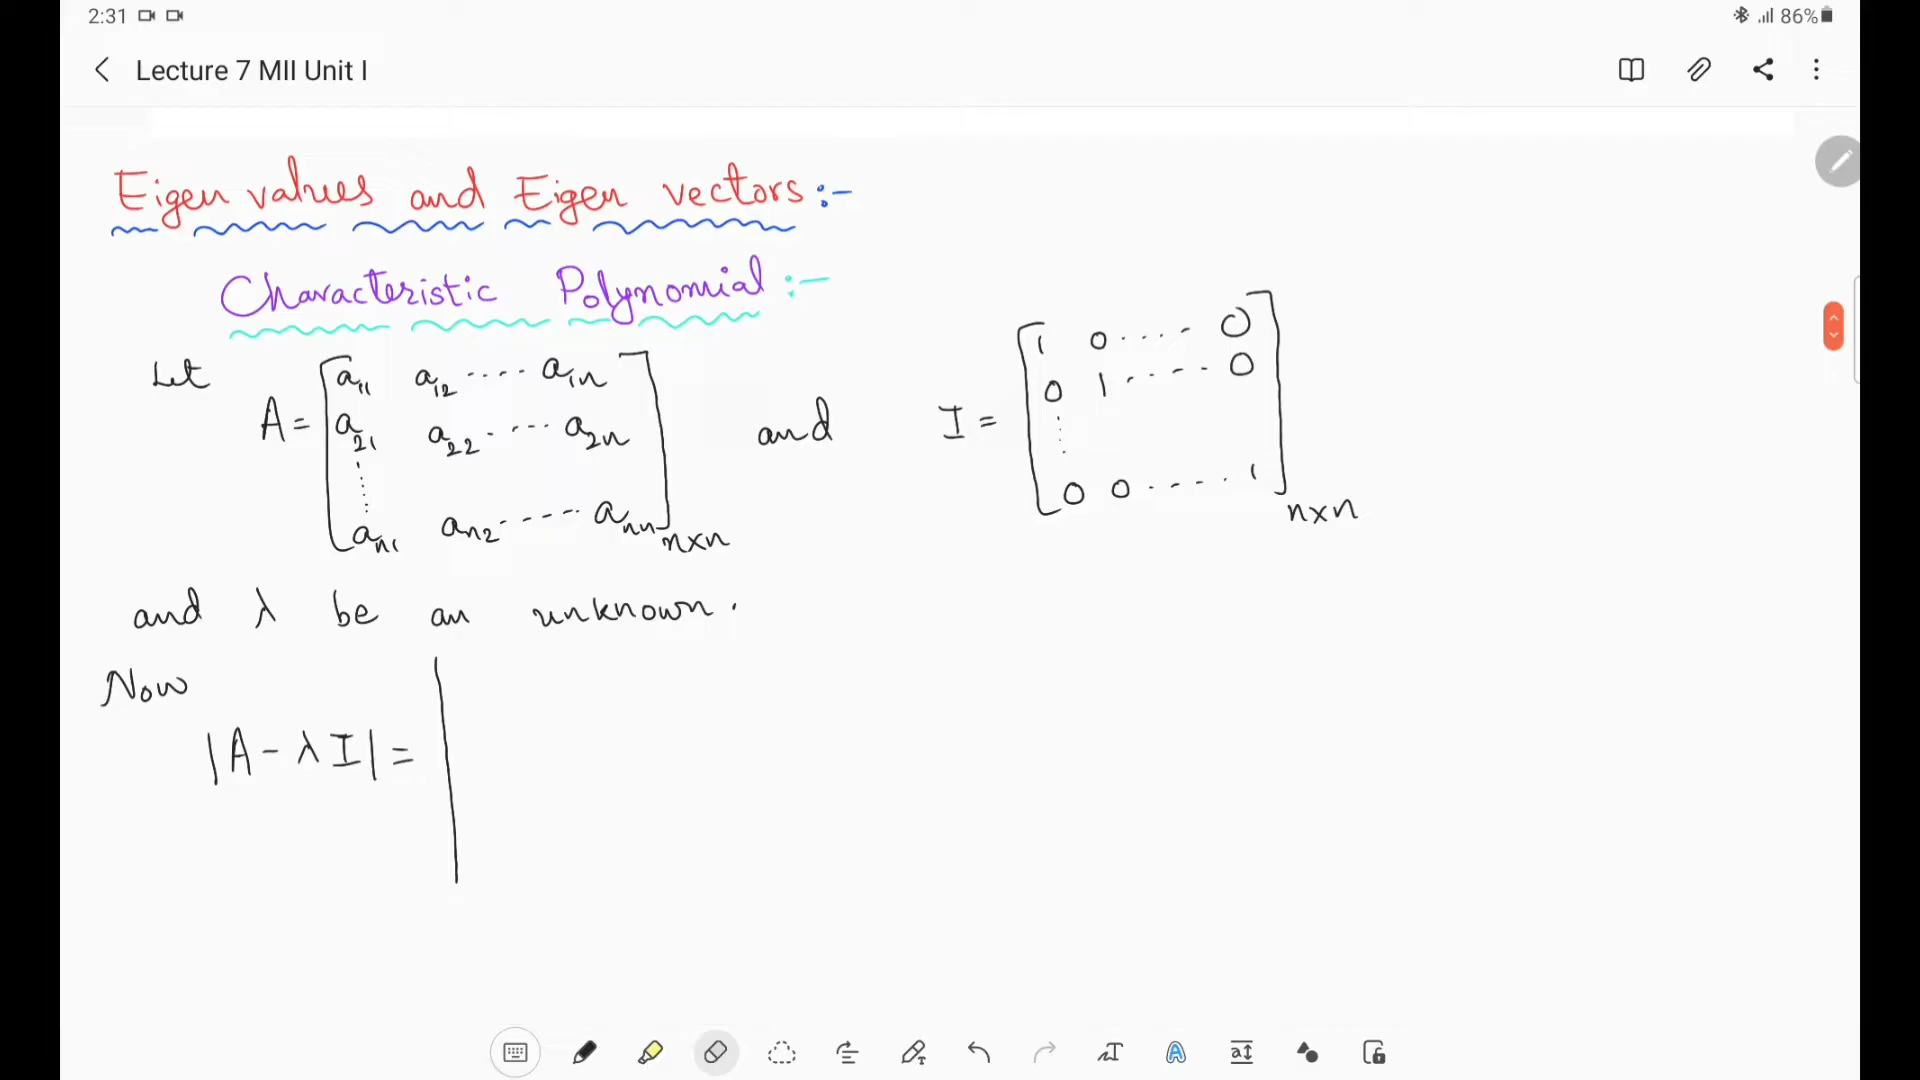 2:31 86%
Lecture 7 MII Unit I
Eigen values and Eigen vectors :-
Characteristic Polynomial :-
Let A = [a₁₁ a₁₂ ···· a₁ₙ
a₂₁ a₂₂ ···· a₂ₙ
⋮
aₙ₁ aₙ₂ ····· aₙₙ]n×n
and I = [1 0 ···· 0
0 1 ····· 0
⋮
0 0 ····· 1]n×n
and λ be an unknown.
Now
|A - λI| = |